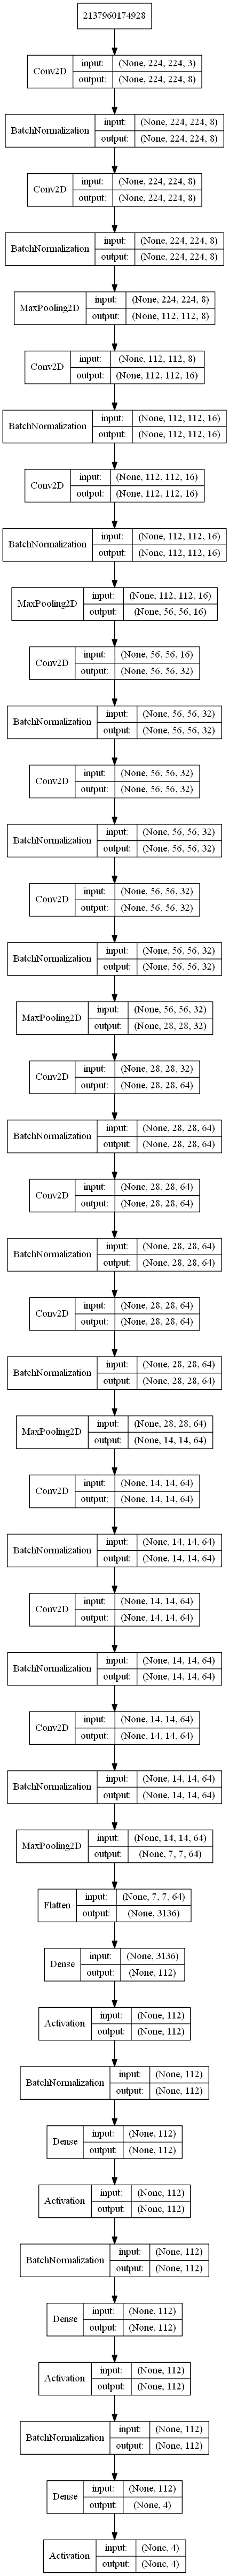 2137960174928
Conv2D input: (None, 224, 224, 3)
output: (None, 224, 224, 8)
BatchNormalization input: (None, 224, 224, 8)
output: (None, 224, 224, 8)
Conv2D input: (None, 224, 224, 8)
output: (None, 224, 224, 8)
BatchNormalization input: (None, 224, 224, 8)
output: (None, 224, 224, 8)
MaxPooling2D input: (None, 224, 224, 8)
output: (None, 112, 112, 8)
Conv2D input: (None, 112, 112, 8)
output: (None, 112, 112, 16)
BatchNormalization input: (None, 112, 112, 16)
output: (None, 112, 112, 16)
Conv2D input: (None, 112, 112, 16)
output: (None, 112, 112, 16)
BatchNormalization input: (None, 112, 112, 16)
output: (None, 112, 112, 16)
MaxPooling2D input: (None, 112, 112, 16)
output: (None, 56, 56, 16)
Conv2D input: (None, 56, 56, 16)
output: (None, 56, 56, 32)
BatchNormalization input: (None, 56, 56, 32)
output: (None, 56, 56, 32)
Conv2D input: (None, 56, 56, 32)
output: (None, 56, 56, 32)
BatchNormalization input: (None, 56, 56, 32)
output: (None, 56, 56, 32)
Conv2D input: (None, 56, 56, 32)
output: (None, 56, 56, 32)
BatchNormalization input: (None, 56, 56, 32)
output: (None, 56, 56, 32)
MaxPooling2D input: (None, 56, 56, 32)
output: (None, 28, 28, 32)
Conv2D input: (None, 28, 28, 32)
output: (None, 28, 28, 64)
BatchNormalization input: (None, 28, 28, 64)
output: (None, 28, 28, 64)
Conv2D input: (None, 28, 28, 64)
output: (None, 28, 28, 64)
BatchNormalization input: (None, 28, 28, 64)
output: (None, 28, 28, 64)
Conv2D input: (None, 28, 28, 64)
output: (None, 28, 28, 64)
BatchNormalization input: (None, 28, 28, 64)
output: (None, 28, 28, 64)
MaxPooling2D input: (None, 28, 28, 64)
output: (None, 14, 14, 64)
Conv2D input: (None, 14, 14, 64)
output: (None, 14, 14, 64)
BatchNormalization input: (None, 14, 14, 64)
output: (None, 14, 14, 64)
Conv2D input: (None, 14, 14, 64)
output: (None, 14, 14, 64)
BatchNormalization input: (None, 14, 14, 64)
output: (None, 14, 14, 64)
Conv2D input: (None, 14, 14, 64)
output: (None, 14, 14, 64)
BatchNormalization input: (None, 14, 14, 64)
output: (None, 14, 14, 64)
MaxPooling2D input: (None, 14, 14, 64)
output: (None, 7, 7, 64)
Flatten input: (None, 7, 7, 64)
output: (None, 3136)
Dense input: (None, 3136)
output: (None, 112)
Activation input: (None, 112)
output: (None, 112)
BatchNormalization input: (None, 112)
output: (None, 112)
Dense input: (None, 112)
output: (None, 112)
Activation input: (None, 112)
output: (None, 112)
BatchNormalization input: (None, 112)
output: (None, 112)
Dense input: (None, 112)
output: (None, 112)
Activation input: (None, 112)
output: (None, 112)
BatchNormalization input: (None, 112)
output: (None, 112)
Dense input: (None, 112)
output: (None, 4)
Activation input: (None, 4)
output: (None, 4)